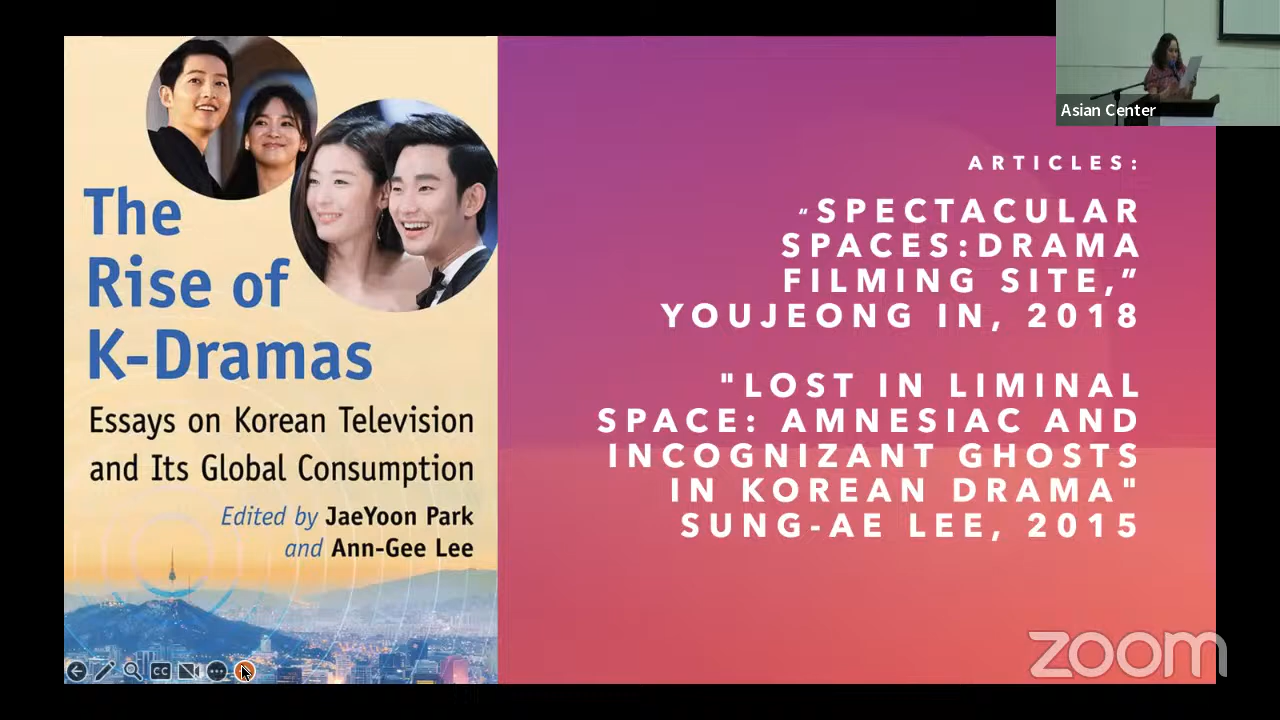 The
Rise of
K-Dramas
Essays on Korean Television
and Its Global Consumption
Edited by JaeYoon Park
and Ann-Gee Lee
CC
Asian Center
ARTICLES:
“SPECTACULAR
SPACES:DRAMA
FILMING SITE,”
YOUJEONG IN, 2018
"LOST IN LIMINAL
SPACE: AMNESIAC AND
INCOGNIZANT GHOSTS
IN KOREAN DRAMA"
SUNG-AE LEE, 2015
zoom